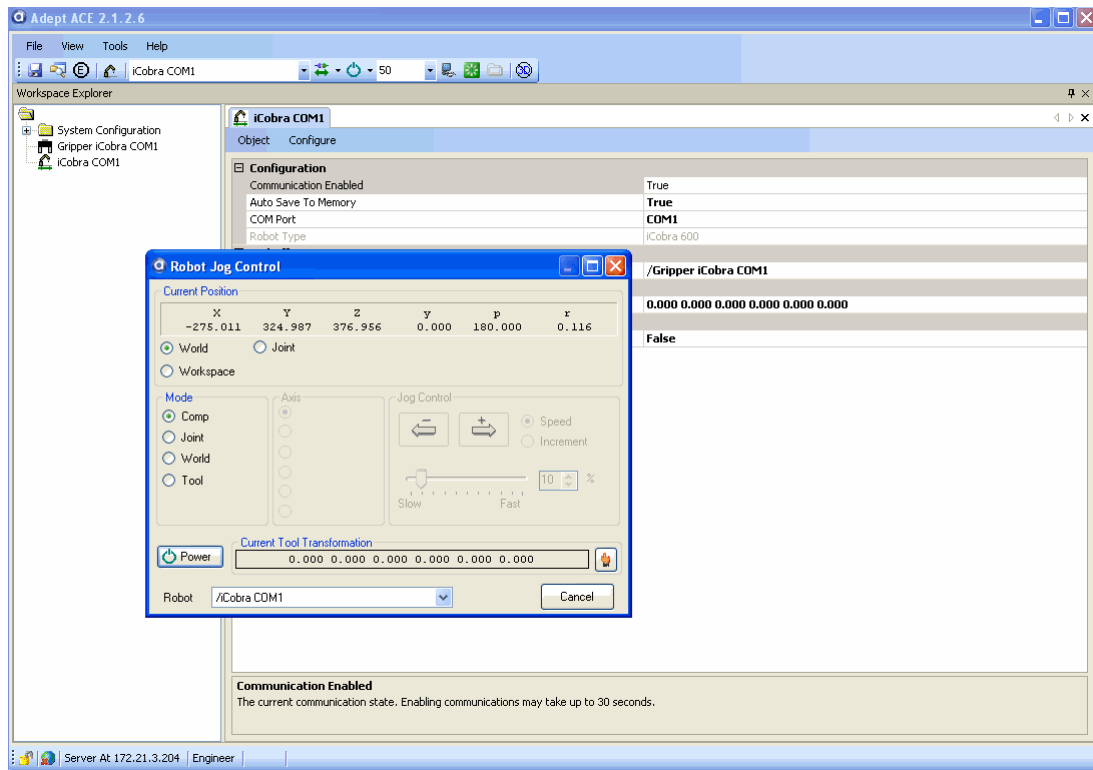 Adept ACE 2.1.2.6
File View Tools Help
iCobra COM1 50
Workspace Explorer
System Configuration
Gripper iCobra COM1
iCobra COM1
iCobra COM1
Object Configure
Configuration
Communication Enabled True
Auto Save To Memory True
COM Port COM1
Robot Type iCobra 600
/Gripper iCobra COM1
0.000 0.000 0.000 0.000 0.000 0.000
False
Robot Jog Control
Current Position
X Y Z y p r
-275.011 324.987 376.956 0.000 180.000 0.116
World Joint
Workspace
Mode
Comp
Joint
World
Tool
Axis
Jog Control
- +
Speed
Increment
10 %
Slow Fast
Power
Current Tool Transformation
0.000 0.000 0.000 0.000 0.000 0.000
Robot /iCobra COM1 Cancel
Communication Enabled
The current communication state. Enabling communications may take up to 30 seconds.
Server At 172.21.3.204 Engineer